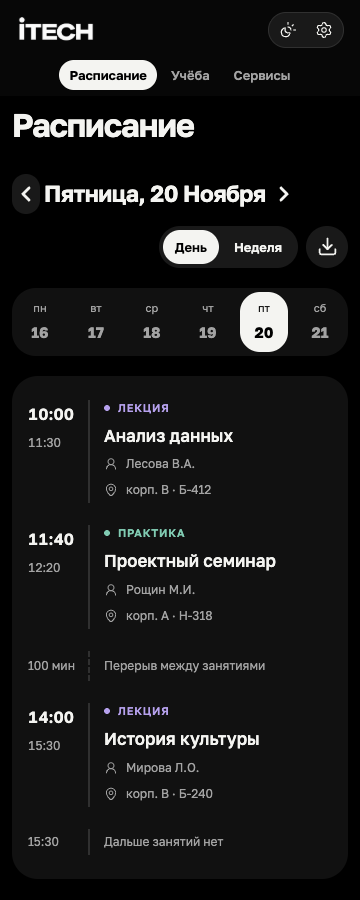 iTECH
Расписание Учёба Сервисы
Расписание
Пятница, 20 Ноября
День Неделя
пн вт ср чт пт сб
16 17 18 19 20 21
10:00 ЛЕКЦИЯ
11:30 Анализ данных
Лесова В.А.
корп. В · Б-412
11:40 ПРАКТИКА
12:20 Проектный семинар
Рощин М.И.
корп. А · Н-318
100 мин Перерыв между занятиями
14:00 ЛЕКЦИЯ
15:30 История культуры
Мирова Л.О.
корп. В · Б-240
15:30 Дальше занятий нет